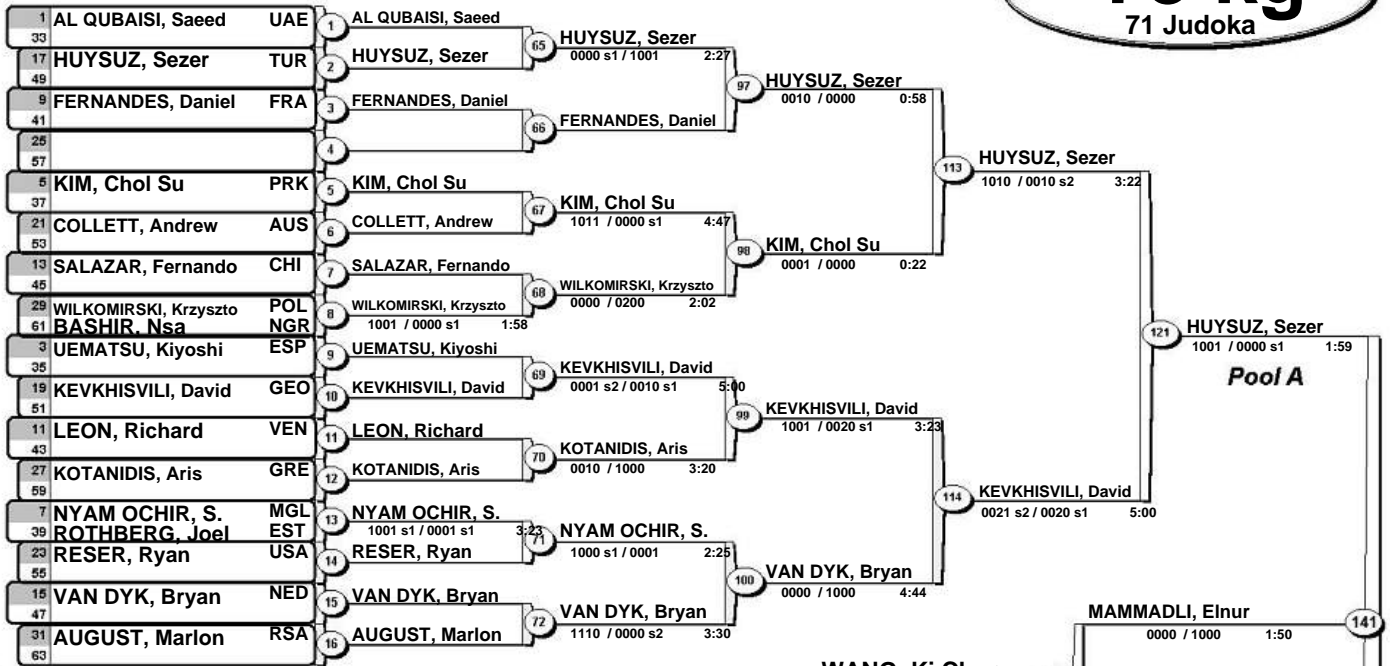 kg
71 Judoka
1 AL QUBAISI, Saeed UAE
33
17 HUYSUZ, Sezer TUR
49
9 FERNANDES, Daniel FRA
41
25
57
5 KIM, Chol Su PRK
37
21 COLLETT, Andrew AUS
53
13 SALAZAR, Fernando CHI
45
29 WILKOMIRSKI, Krzyszto POL
61 BASHIR, Nsa NGR
3 UEMATSU, Kiyoshi ESP
35
19 KEVKHISVILI, David GEO
51
11 LEON, Richard VEN
43
27 KOTANIDIS, Aris GRE
59
7 NYAM OCHIR, S. MGL
39 ROTHBERG, Joel EST
23 RESER, Ryan USA
55
15 VAN DYK, Bryan NED
47
31 AUGUST, Marlon RSA
63
1 AL QUBAISI, Saeed
2 HUYSUZ, Sezer
3 FERNANDES, Daniel
4
5 KIM, Chol Su
6 COLLETT, Andrew
7 SALAZAR, Fernando
8 WILKOMIRSKI, Krzyszto
1001 / 0000 s1 1:58
9 UEMATSU, Kiyoshi
10 KEVKHISVILI, David
11 LEON, Richard
12 KOTANIDIS, Aris
13 NYAM OCHIR, S.
1001 s1 / 0001 s1 3:23
14 RESER, Ryan
15 VAN DYK, Bryan
16 AUGUST, Marlon
65 HUYSUZ, Sezer
0000 s1 / 1001 2:27
66 FERNANDES, Daniel
67 KIM, Chol Su
1011 / 0000 s1 4:47
68 WILKOMIRSKI, Krzyszto
0000 / 0200 2:02
69 KEVKHISVILI, David
0001 s2 / 0010 s1 5:00
70 KOTANIDIS, Aris
0010 / 1000 3:20
71 NYAM OCHIR, S.
1000 s1 / 0001 2:25
72 VAN DYK, Bryan
1110 / 0000 s2 3:30
97 HUYSUZ, Sezer
0010 / 0000 0:58
98 KIM, Chol Su
0001 / 0000 0:22
99 KEVKHISVILI, David
1001 / 0020 s1 3:23
100 VAN DYK, Bryan
0000 / 1000 4:44
113 HUYSUZ, Sezer
1010 / 0010 s2 3:22
114 KEVKHISVILI, David
0021 s2 / 0020 s1 5:00
121 HUYSUZ, Sezer
1001 / 0000 s1 1:59
Pool A
MAMMADLI, Elnur
0000 / 1000 1:50
141